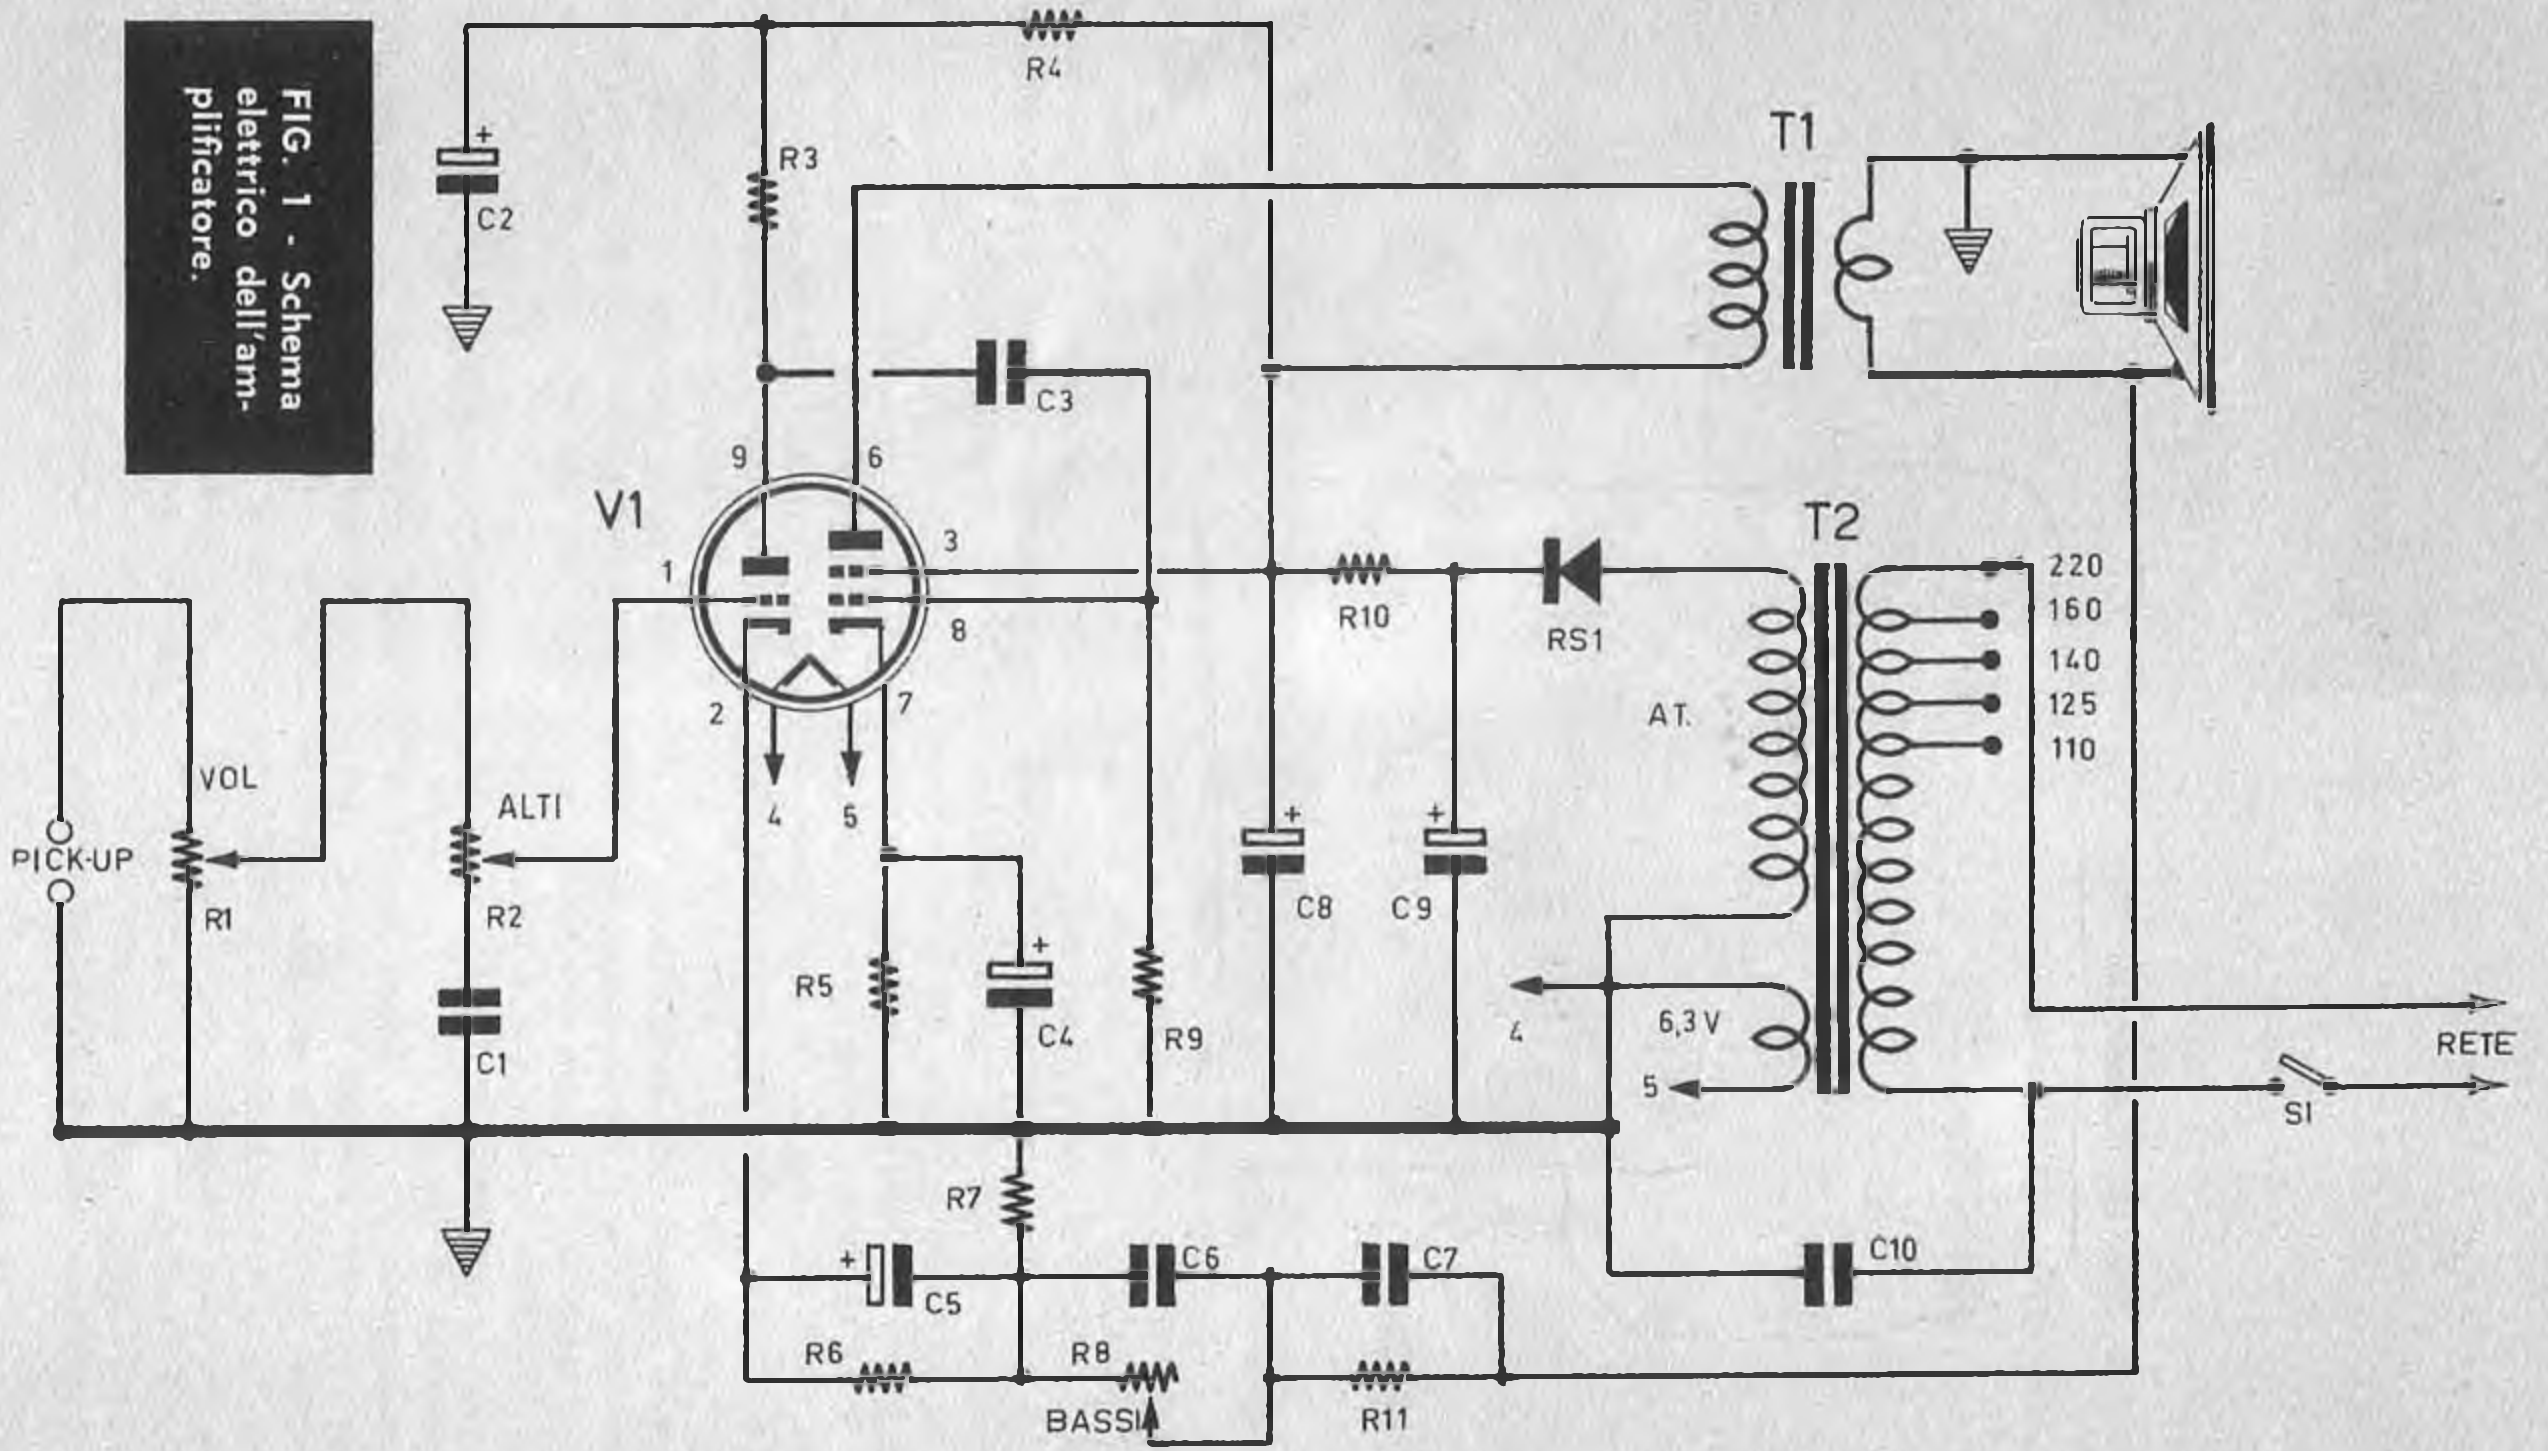 FIG. 1 - Schema
elettrico dell'am-
plificatore.
R4
T1
R3
+
C2
C3
9
6
V1
3
T2
1
220
R10
RS1
160
8
140
2
7
A T.
125
110
VOL
ALTI
4
5
+
+
PICK-UP
R1
R2
C8
C9
R5
+
C4
R9
4
6,3 V
C1
5
RETE
S1
R7
+
C5
C6
C7
C10
R6
R8
BASSI
R11